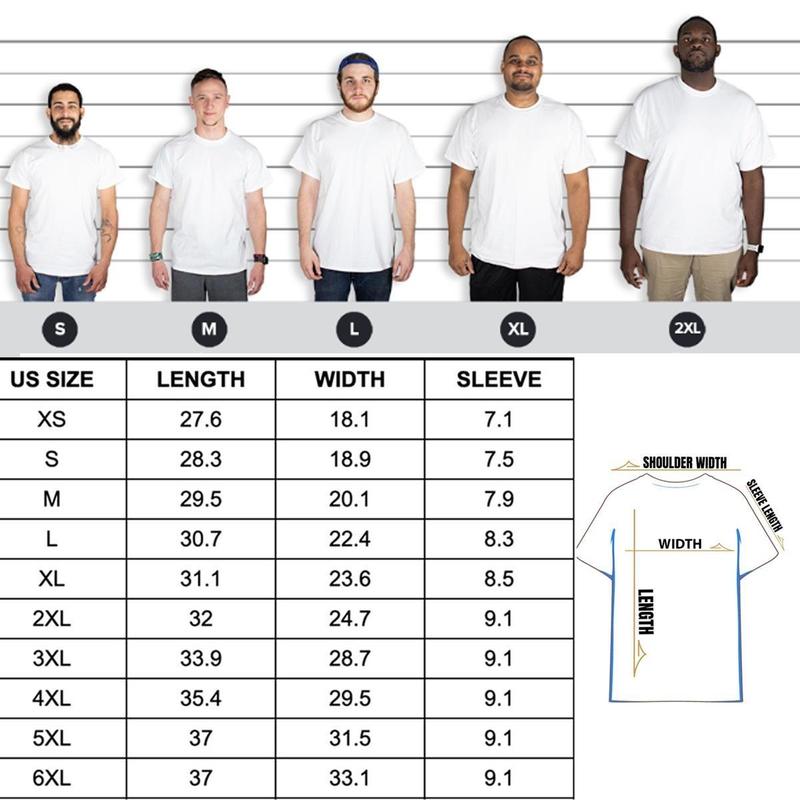 S M L XL 2XL
US SIZE LENGTH WIDTH SLEEVE
XS 27.6 18.1 7.1
S 28.3 18.9 7.5
M 29.5 20.1 7.9
L 30.7 22.4 8.3
XL 31.1 23.6 8.5
2XL 32 24.7 9.1
3XL 33.9 28.7 9.1
4XL 35.4 29.5 9.1
5XL 37 31.5 9.1
6XL 37 33.1 9.1
SHOULDER WIDTH
SLEEVE LENGTH
WIDTH
LENGTH